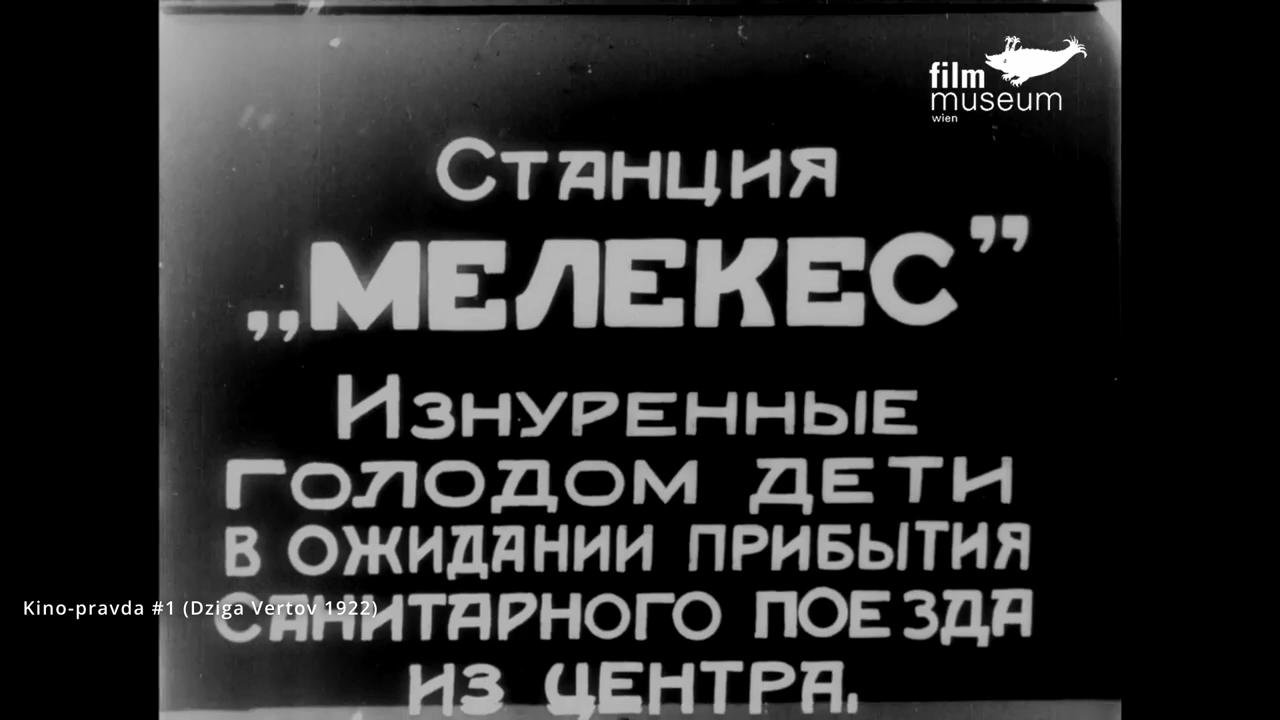 film
museum
wien
Станция
„МЕЛЕКЕС”
Изнуренные
голодом дети
в ожидании прибытия
Kino-pravda #1 (Dziga Vertov 1922)
санитарного поезда
из центра.